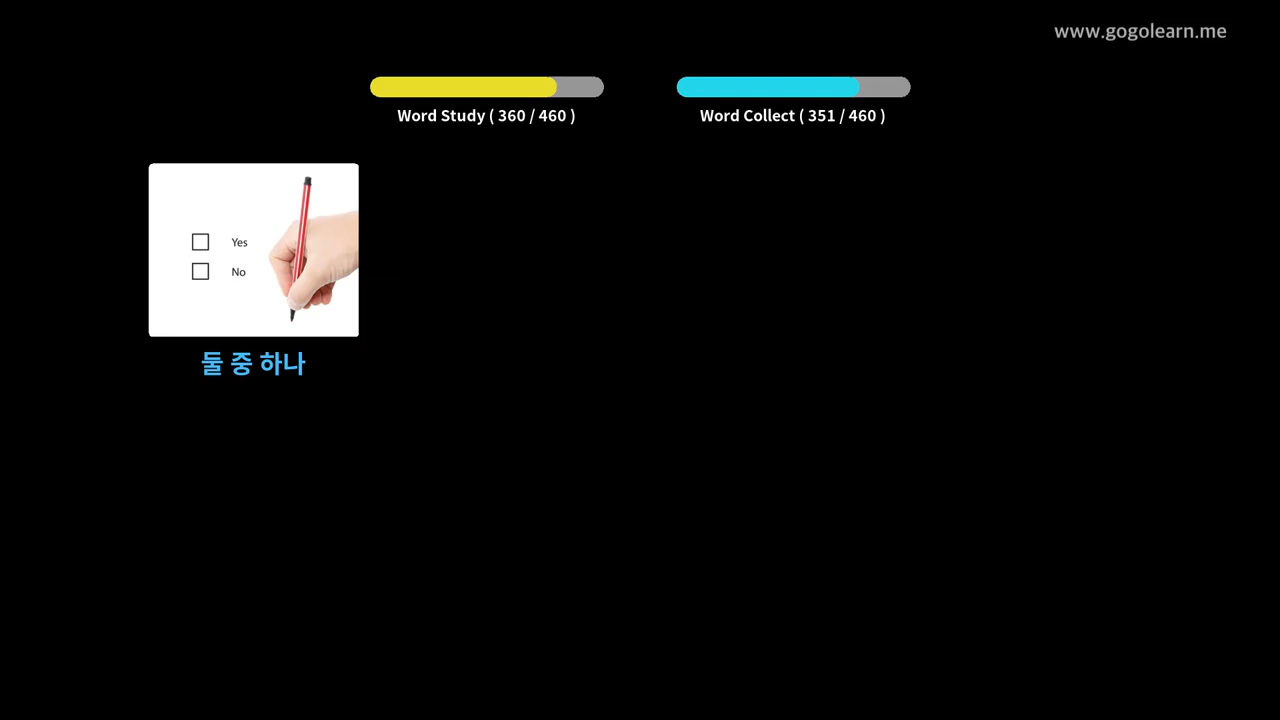 www.gogolearn.me
Word Study ( 360 / 460 )
Word Collect ( 351 / 460 )
Yes
No
둘 중 하나